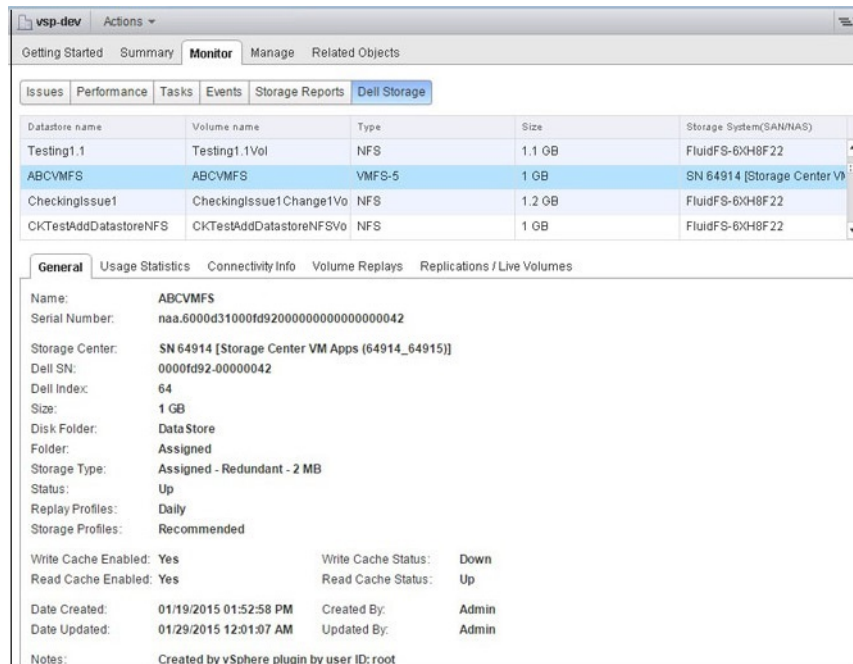 vsp-dev Actions
Getting Started Summary Monitor Manage Related Objects
Issues Performance Tasks Events Storage Reports Dell Storage
Datastore name Volume name Type Size Storage System(SAN/NAS)
Testing1.1 Testing1.1Vol NFS 1.1 GB FluidFS-6XH8F22
ABCVMFS ABCVMFS VMFS-5 1 GB SN 64914 [Storage Center VM
CheckingIssue1 CheckingIssue1Change1Vo NFS 1.2 GB FluidFS-6XH8F22
CKTestAddDatastoreNFS CKTestAddDatastoreNFSVo NFS 1 GB FluidFS-6XH8F22
General Usage Statistics Connectivity Info Volume Replays Replications / Live Volumes
Name: ABCVMFS
Serial Number: naa.6000d31000fd92000000000000000042
Storage Center: SN 64914 [Storage Center VM Apps (64914_64915)]
Dell SN: 0000fd92-00000042
Dell Index: 64
Size: 1 GB
Disk Folder: DataStore
Folder: Assigned
Storage Type: Assigned - Redundant - 2 MB
Status: Up
Replay Profiles: Daily
Storage Profiles: Recommended
Write Cache Enabled: Yes Write Cache Status: Down
Read Cache Enabled: Yes Read Cache Status: Up
Date Created: 01/19/2015 01:52:58 PM Created By: Admin
Date Updated: 01/29/2015 12:01:07 AM Updated By: Admin
Notes: Created by vSphere plugin by user ID: root